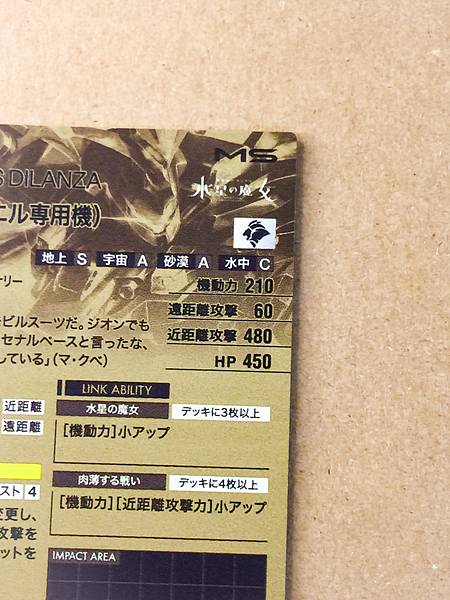 MS
S DILANZA
水星の魔女
エル専用機)
地上 S 宇宙 A 砂漠 A 水中 C
ナリー
機動力 210
遠距離攻撃 60
近距離攻撃 480
HP 450
ビルスーツだ。ジオンでも
セナルベースと言ったな、
している」(マ・クベ)
LINK ABILITY
近距離
遠距離
水星の魔女 デッキに3枚以上
[機動力]小アップ
肉薄する戦い デッキに4枚以上
[機動力][近距離攻撃力]小アップ
スト 4
変更し、
攻撃を
ットを
IMPACT AREA